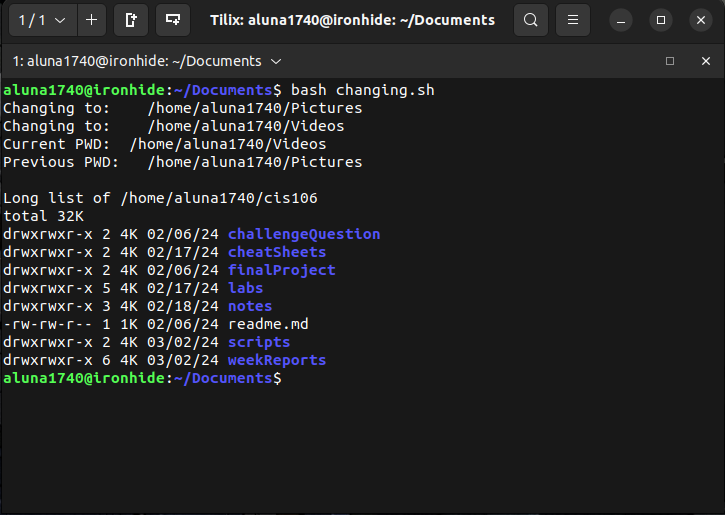 1 / 1
Tilix: aluna1740@ironhide: ~/Documents
1: aluna1740@ironhide: ~/Documents
aluna1740@ironhide:~/Documents$ bash changing.sh
Changing to:    /home/aluna1740/Pictures
Changing to:    /home/aluna1740/Videos
Current PWD:  /home/aluna1740/Videos
Previous PWD:   /home/aluna1740/Pictures

Long list of /home/aluna1740/cis106
total 32K
drwxrwxr-x 2 4K 02/06/24 challengeQuestion
drwxrwxr-x 2 4K 02/17/24 cheatSheets
drwxrwxr-x 2 4K 02/06/24 finalProject
drwxrwxr-x 5 4K 02/17/24 labs
drwxrwxr-x 3 4K 02/18/24 notes
-rw-rw-r-- 1 1K 02/06/24 readme.md
drwxrwxr-x 2 4K 03/02/24 scripts
drwxrwxr-x 6 4K 03/02/24 weekReports
aluna1740@ironhide:~/Documents$